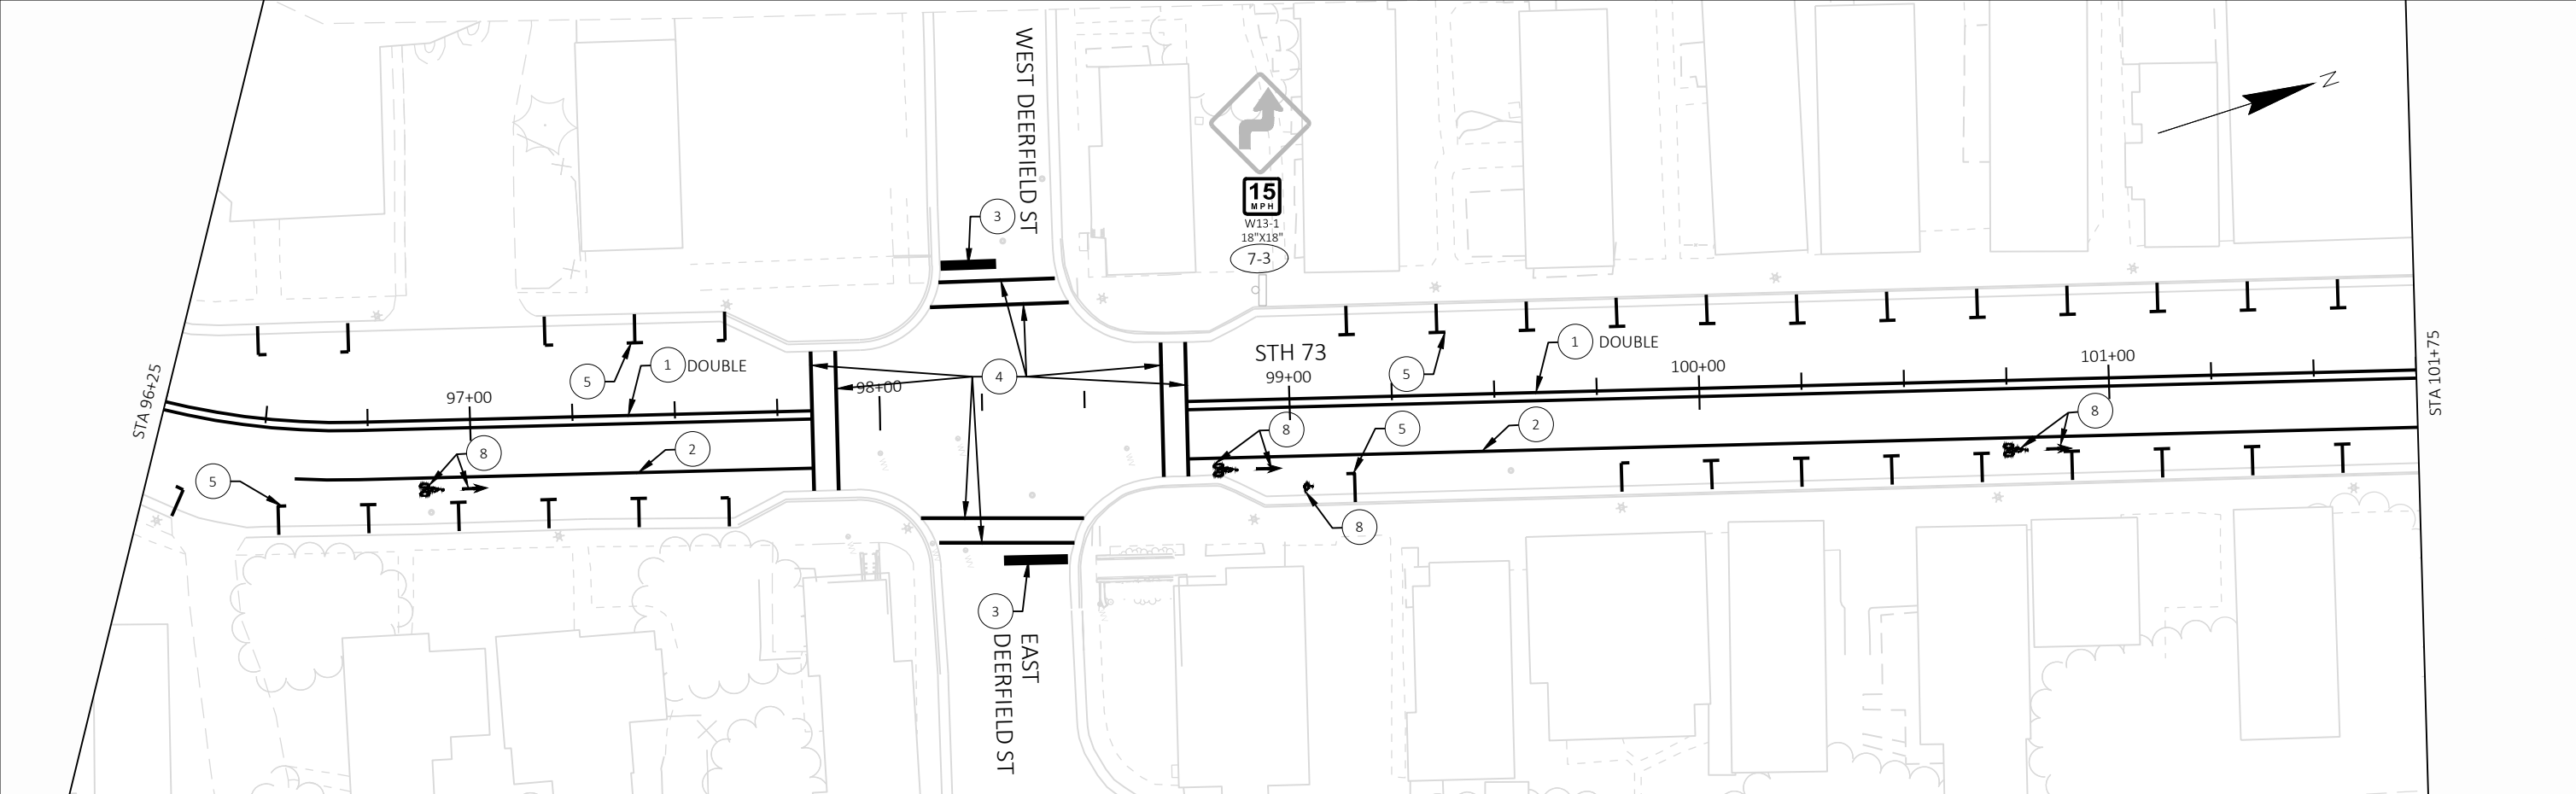 WEST DEERFIELD ST
N
15
MPH
W13-1
18"X18"
7-3
3
STA 96+25
5
1
DOUBLE
97+00
8
2
5
98+00
4
STH 73
99+00
5
1
DOUBLE
100+00
101+00
8
5
2
8
8
STA 101+75
3
EAST
DEERFIELD ST